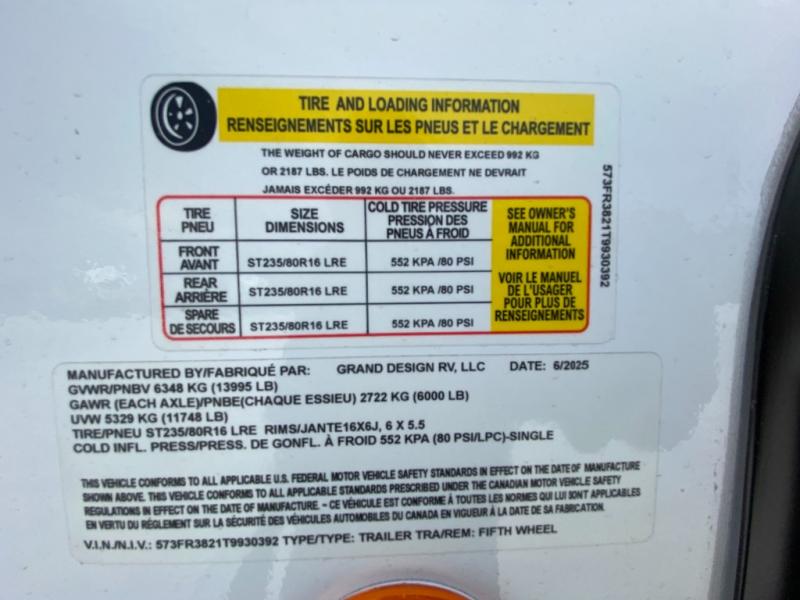 TIRE AND LOADING INFORMATION
RENSEIGNEMENTS SUR LES PNEUS ET LE CHARGEMENT
THE WEIGHT OF CARGO SHOULD NEVER EXCEED 992 KG
OR 2187 LBS. LE POIDS DE CHARGEMENT NE DEVRAIT
JAMAIS EXCÉDER 992 KG OU 2187 LBS.
TIRE
PNEU
SIZE
DIMENSIONS
COLD TIRE PRESSURE
PRESSION DES
PNEUS À FROID
FRONT
AVANT
ST235/80R16 LRE
552 KPA /80 PSI
REAR
ARRIÈRE
ST235/80R16 LRE
552 KPA /80 PSI
SPARE
DE SECOURS
ST235/80R16 LRE
552 KPA /80 PSI
SEE OWNER'S
MANUAL FOR
ADDITIONAL
INFORMATION
VOIR LE MANUEL
DE L'USAGER
POUR PLUS DE
RENSEIGNEMENTS
573FR3821T9930392
MANUFACTURED BY/FABRIQUÉ PAR: GRAND DESIGN RV, LLC DATE: 6/2025
GVWR/PNBV 6348 KG (13995 LB)
GAWR (EACH AXLE)/PNBE(CHAQUE ESSIEU) 2722 KG (6000 LB)
UVW 5329 KG (11748 LB)
TIRE/PNEU ST235/80R16 LRE RIMS/JANTE16X6J, 6 X 5.5
COLD INFL. PRESS/PRESS. DE GONFL. À FROID 552 KPA (80 PSI/LPC)-SINGLE
THIS VEHICLE CONFORMS TO ALL APPLICABLE U.S. FEDERAL MOTOR VEHICLE SAFETY STANDARDS IN EFFECT ON THE DATE OF MANUFACTURE
SHOWN ABOVE. THIS VEHICLE CONFORMS TO ALL APPLICABLE STANDARDS PRESCRIBED UNDER THE CANADIAN MOTOR VEHICLE SAFETY
REGULATIONS IN EFFECT ON THE DATE OF MANUFACTURE. - CE VÉHICULE EST CONFORME À TOUTES LES NORMES QUI LUI SONT APPLICABLES
EN VERTU DU RÉGLEMENT SUR LA SÉCURITÉ DES VÉHICULES AUTOMOBILES DU CANADA EN VIGUEUR À LA DATE DE SA FABRICATION.
V.I.N./N.I.V.: 573FR3821T9930392 TYPE/TYPE: TRAILER TRA/REM: FIFTH WHEEL